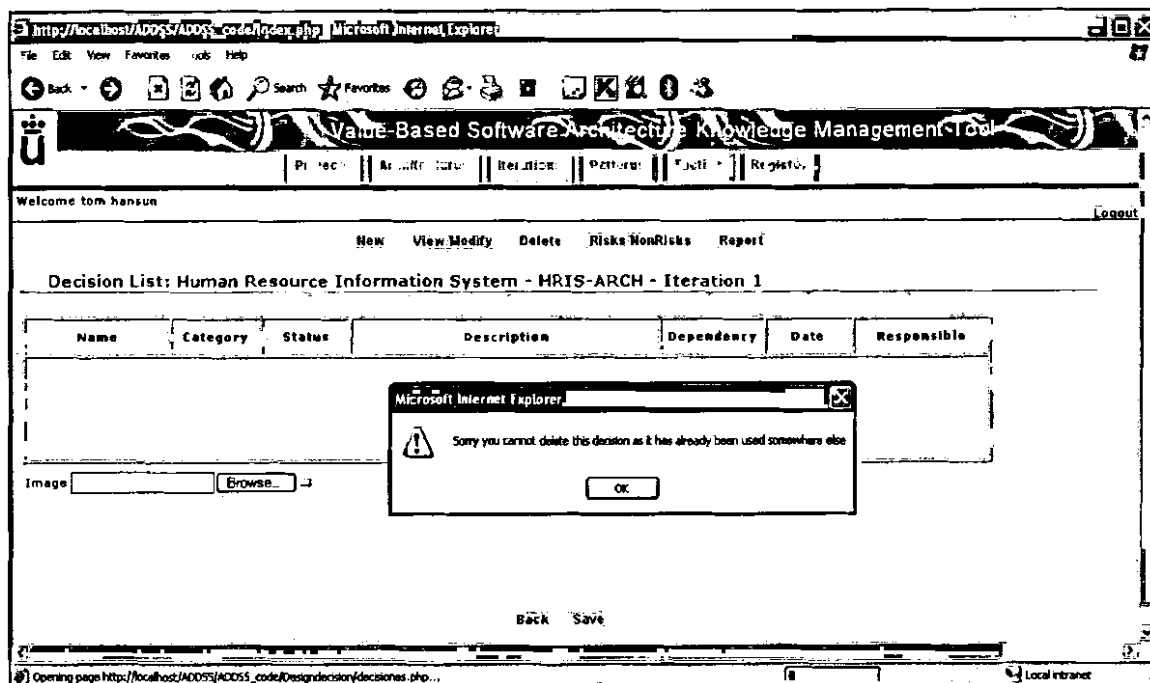 http://localhost/ADDSS/ADDSS_code/index.php Microsoft Internet Explorer
File Edit View Favorites Help
Back Search Favorites
Value-Based Software Architecture Knowledge Management Tool
Iterations Patterns
Welcome tom hansun
Logout
New View/Modify Delete Risks/NonRisks Report
Decision List: Human Resource Information System - HRIS-ARCH - Iteration 1
Name Category Status Description Dependency Date Responsible
Microsoft Internet Explorer
Sorry you cannot delete this decision as it has already been used somewhere else
OK
Image Browse...
Back Save
Opening page http://localhost/ADDSS/ADDSS_code/Designdecision/decisiones.php...
Local intranet